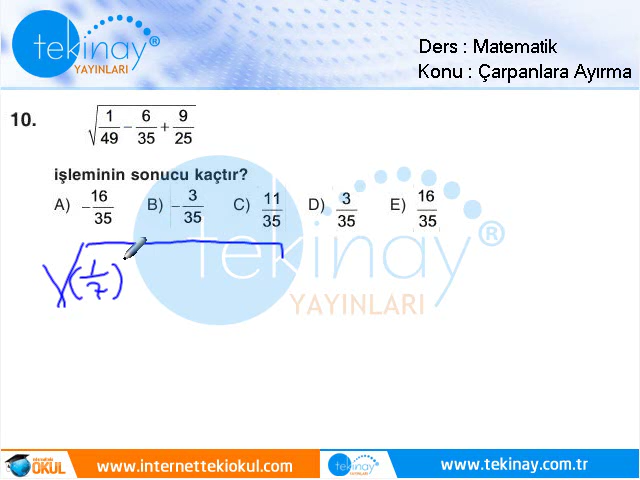 tekinay®
YAYINLARI
Ders : Matematik
Konu : Çarpanlara Ayırma
10. √(1/49 − 6/35 + 9/25)
işleminin sonucu kaçtır?
A) −16/35 B) −3/35 C) 11/35 D) 3/35 E) 16/35
√(1/7)
tekinay®
YAYINLARI
internetteki
OKUL
www.internettekiokul.com
tekinay
YAYINLARI
www.tekinay.com.tr